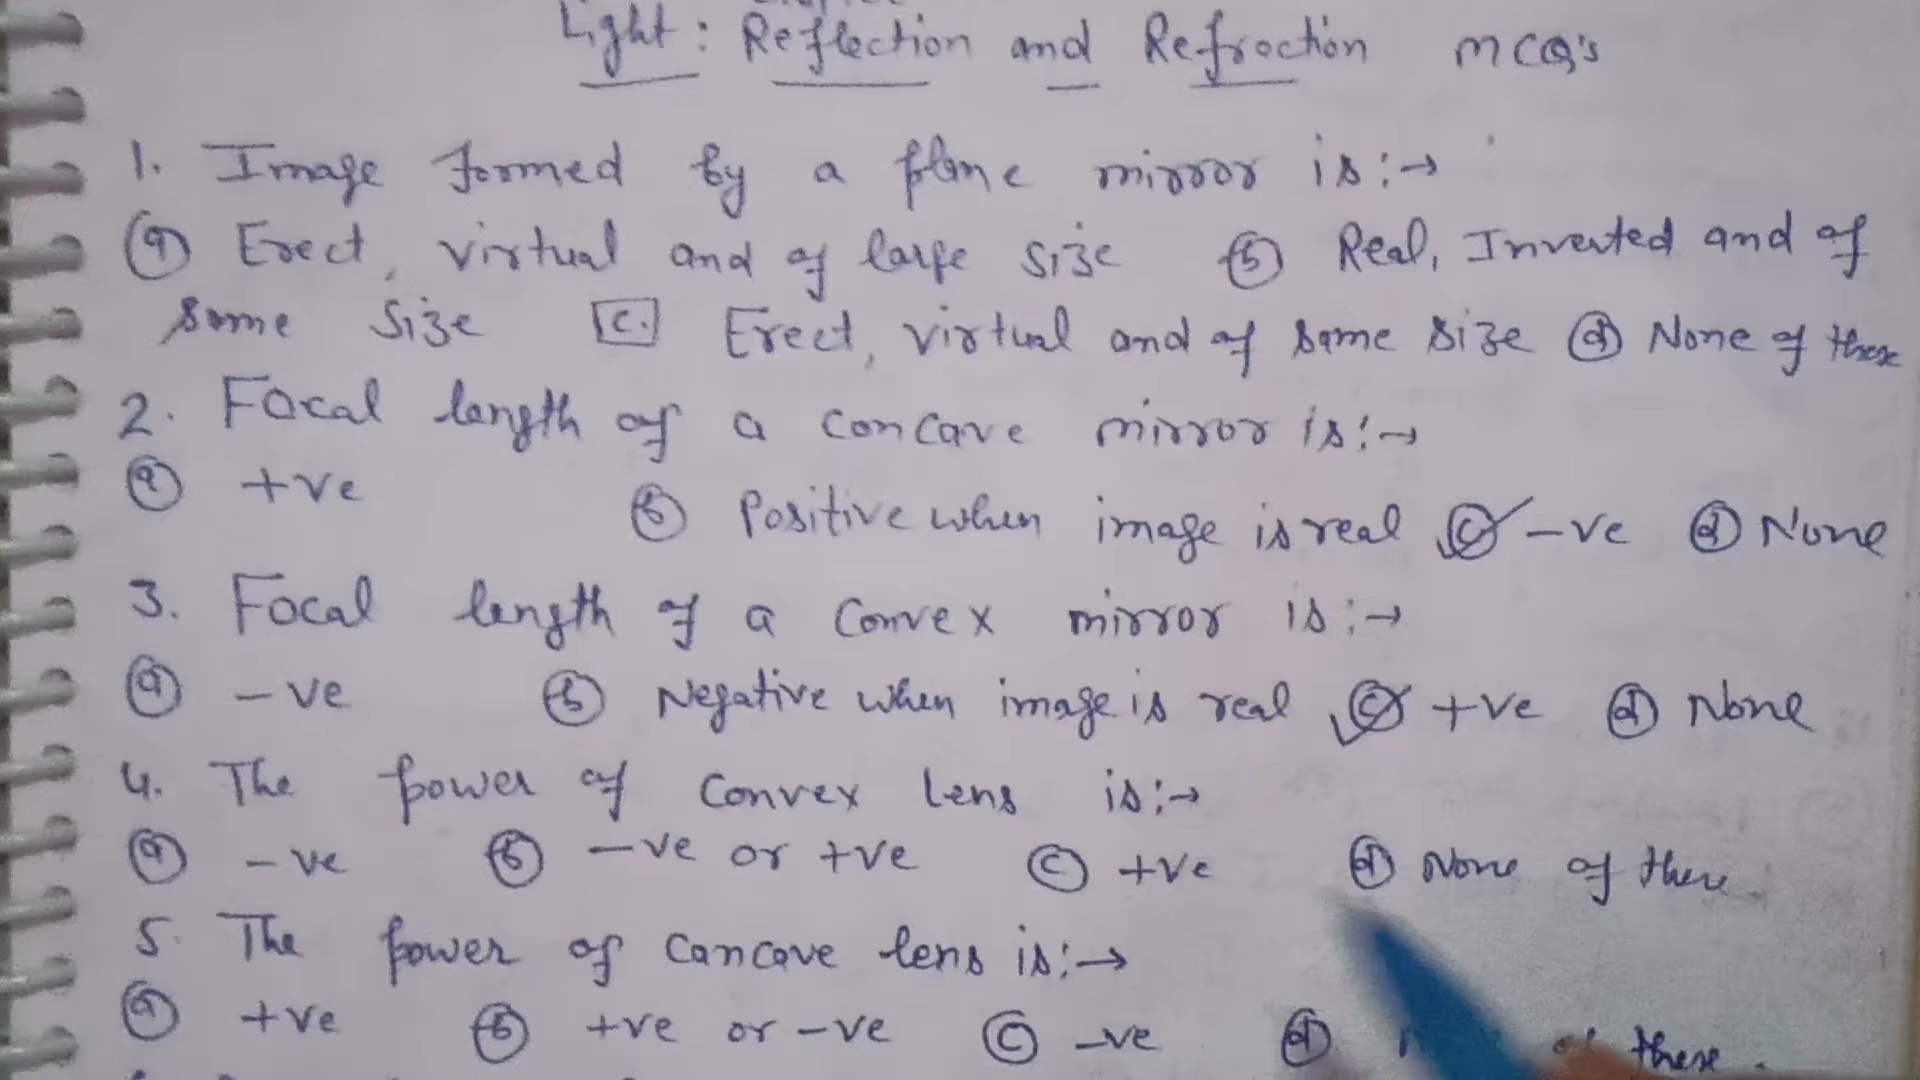 Light: Reflection and Refraction MCQ's
1. Image formed by a plane mirror is:→
(a) Erect, virtual and of large size (b) Real, Inverted and of
same size [c.] Erect, virtual and of same size (d) None of these
2. Focal length of a concave mirror is:→
(a) +ve (b) Positive when image is real (c) -ve (d) None
3. Focal length of a convex mirror is:→
(a) -ve (b) Negative when image is real (c) +ve (d) None
4. The power of convex lens is:→
(a) -ve (b) -ve or +ve (c) +ve (d) None of these.
5. The power of concave lens is:→
(a) +ve (b) +ve or -ve (c) -ve (d) of these.